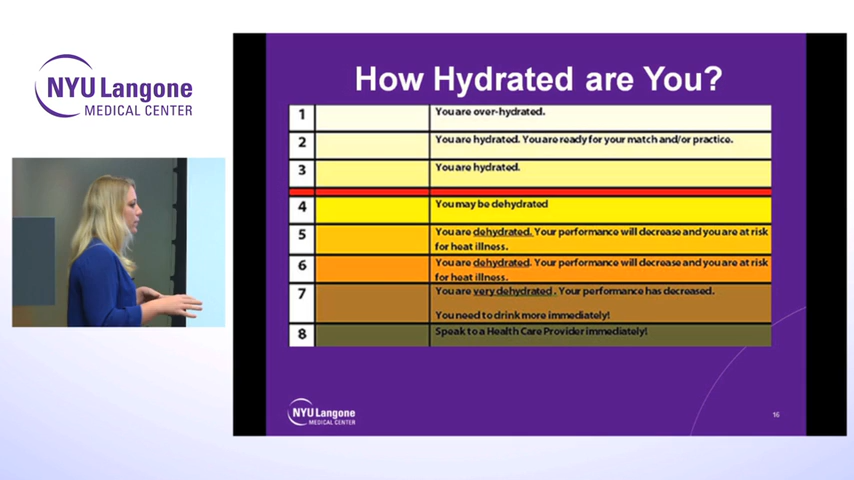 NYU Langone
MEDICAL CENTER
How Hydrated are You?
1 You are over-hydrated.
2 You are hydrated. You are ready for your match and/or practice.
3 You are hydrated.
4 You may be dehydrated
5 You are dehydrated. Your performance will decrease and you are at risk
for heat illness.
6 You are dehydrated. Your performance will decrease and you are at risk
for heat illness.
7 You are very dehydrated . Your performance has decreased.
You need to drink more immediately!
8 Speak to a Health Care Provider immediately!
NYU Langone
MEDICAL CENTER
16